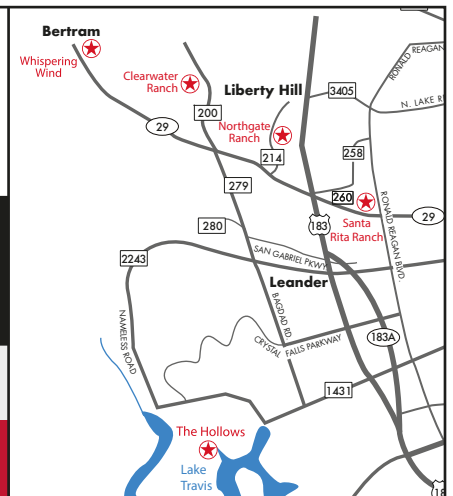 Bertram
Whispering
Wind
Clearwater
Ranch
Liberty Hill
RONALD REAGAN
3405
N. LAKE
200
29
Northgate
Ranch
214
258
279
260
29
Santa
Rita Ranch
183
280
SAN GABRIEL PKWY
RONALD REAGAN BLVD.
2243
Leander
BAGDAD RD
NAMELESS ROAD
CRYSTAL FALLS PARKWAY
183A
1431
The Hollows
Lake
Travis